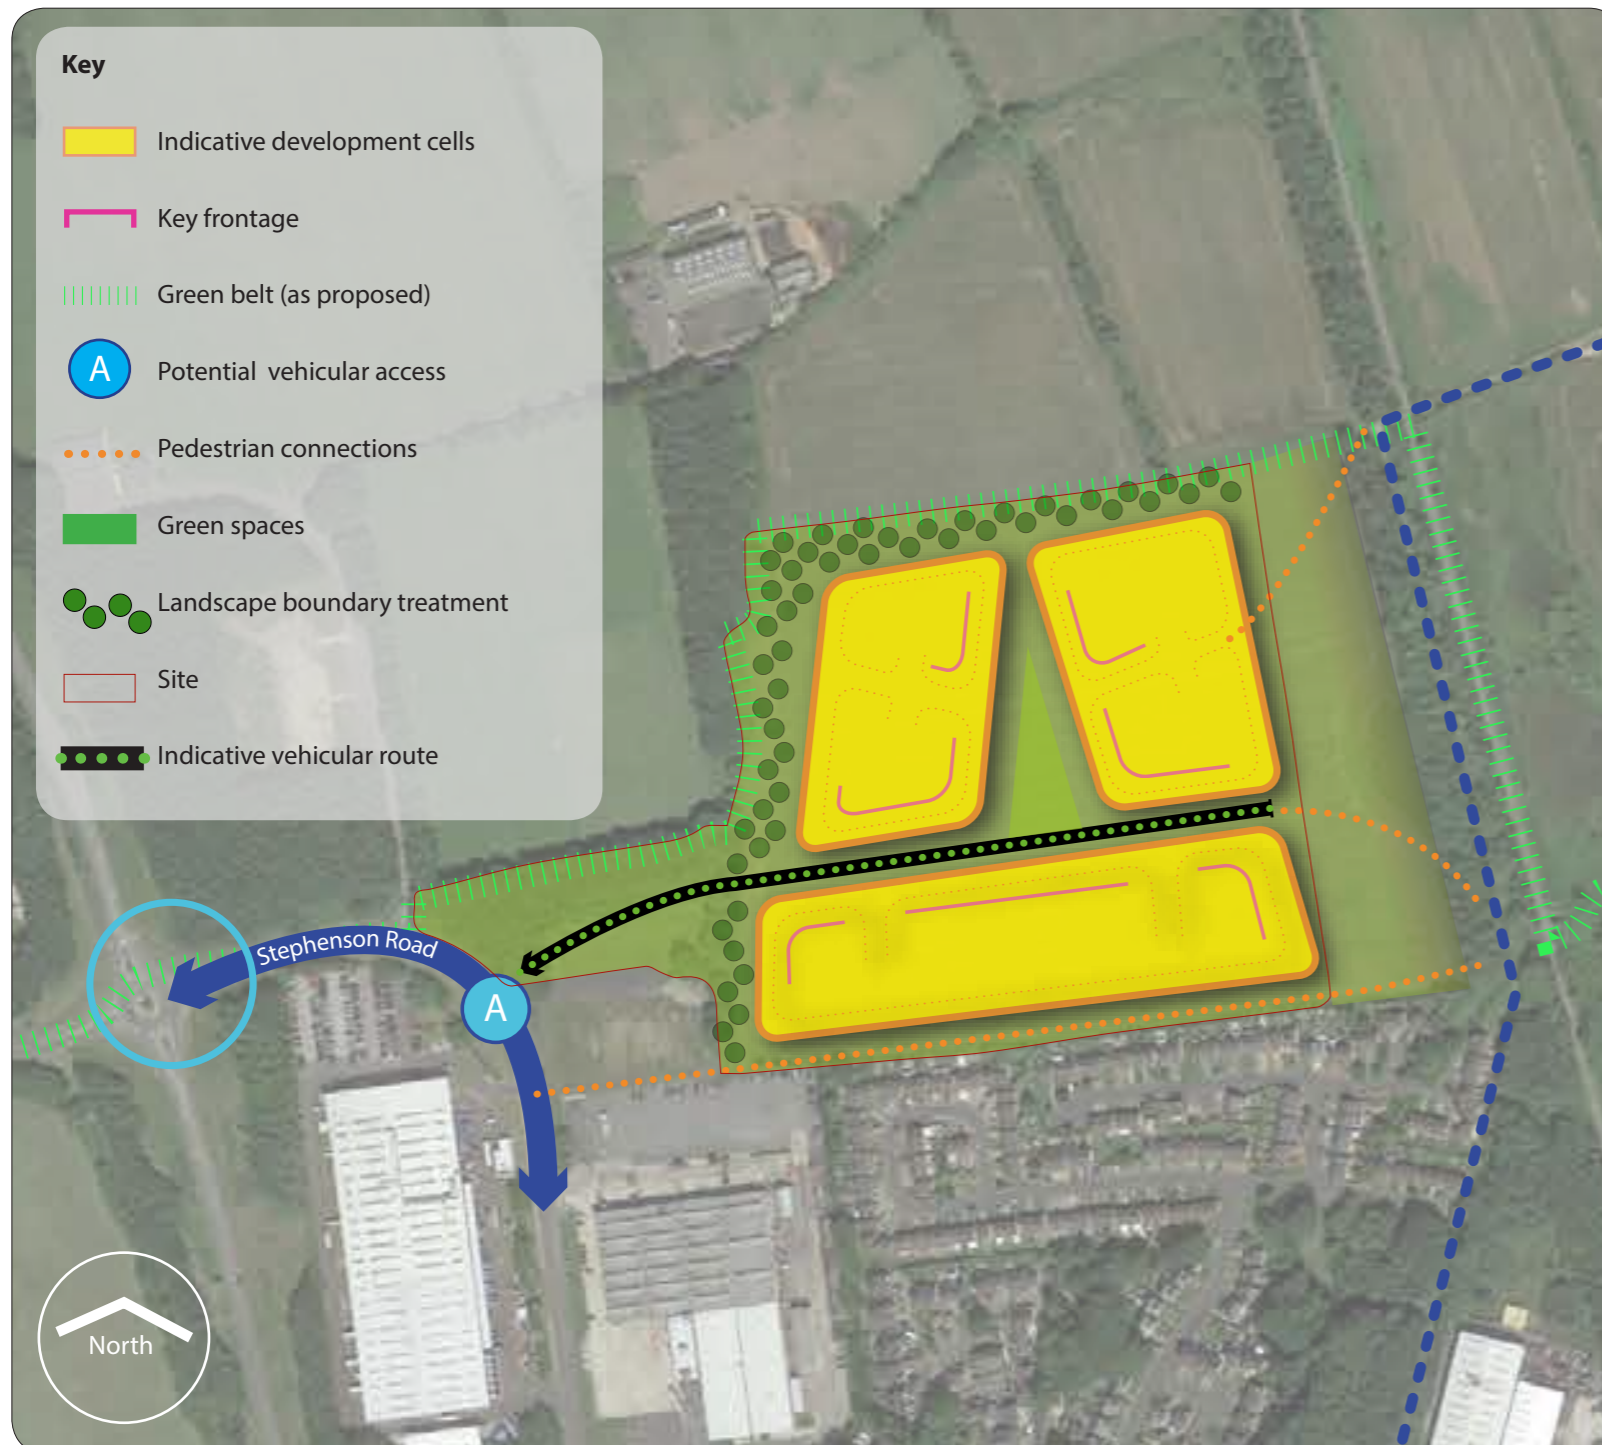 Key
Indicative development cells
Key frontage
Green belt (as proposed)
A
Potential vehicular access
Pedestrian connections
Green spaces
Landscape boundary treatment
Site
Indicative vehicular route
Stephenson Road
A
North